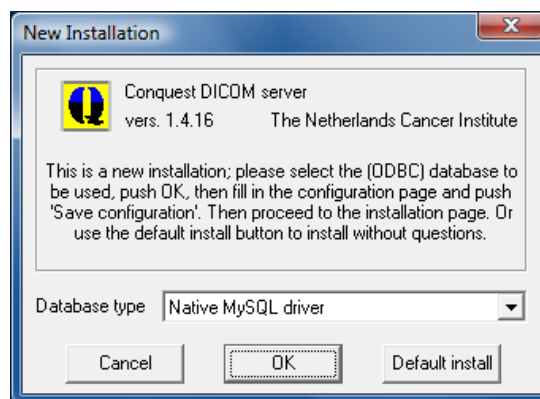 New Installation
Conquest DICOM server
vers. 1.4.16 The Netherlands Cancer Institute
This is a new installation; please select the (ODBC) database to
be used, push OK, then fill in the configuration page and push
'Save configuration'. Then proceed to the installation page. Or
use the default install button to install without questions.
Database type Native MySQL driver
Cancel OK Default install